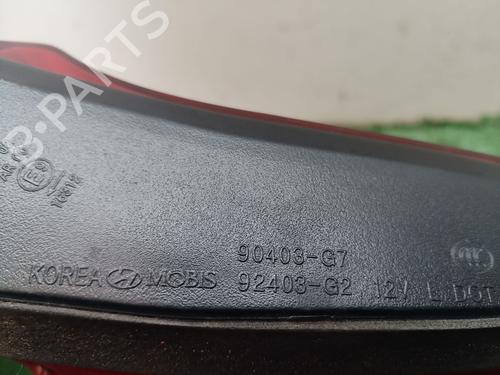 B-PARTS
90403-G7
KOREA MOBIS 92403-G2 12V L DOT